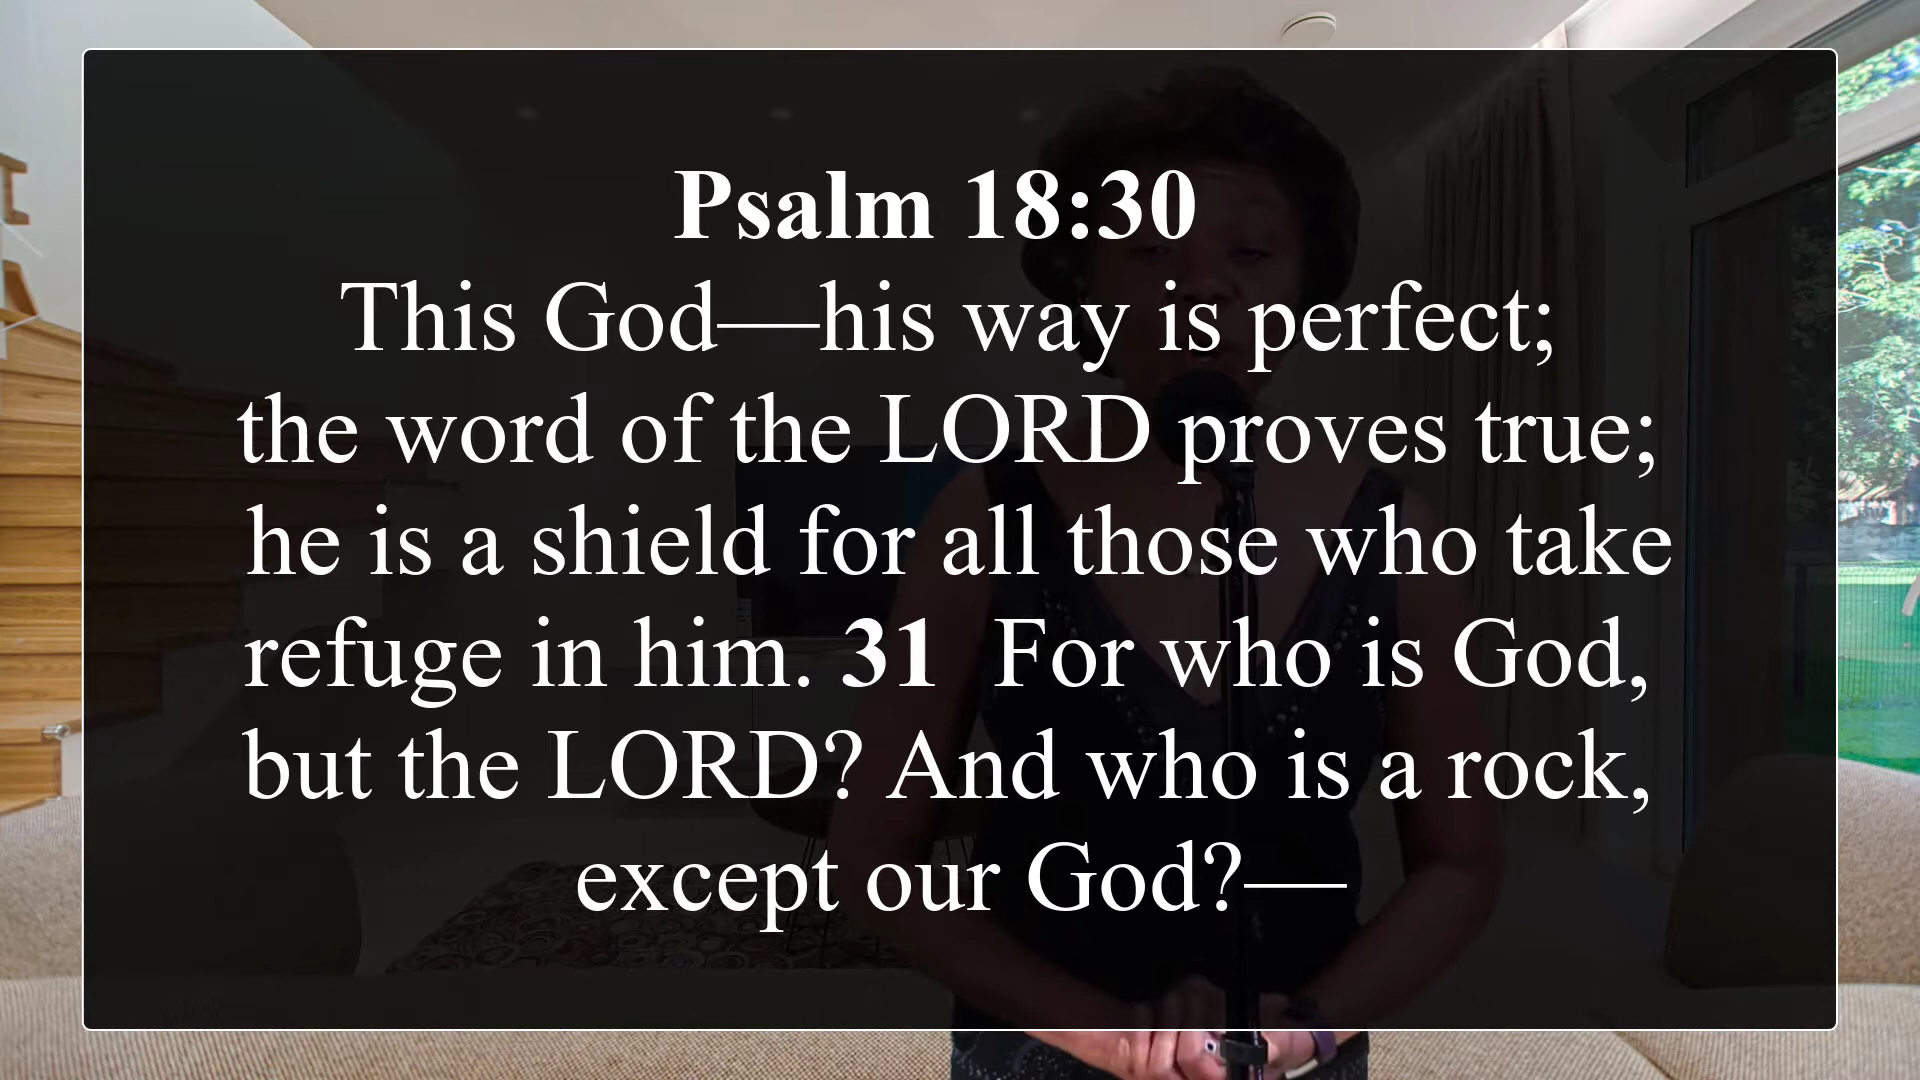 Psalm 18:30
This God—his way is perfect;
the word of the LORD proves true;
he is a shield for all those who take
refuge in him. 31 For who is God,
but the LORD? And who is a rock,
except our God?—